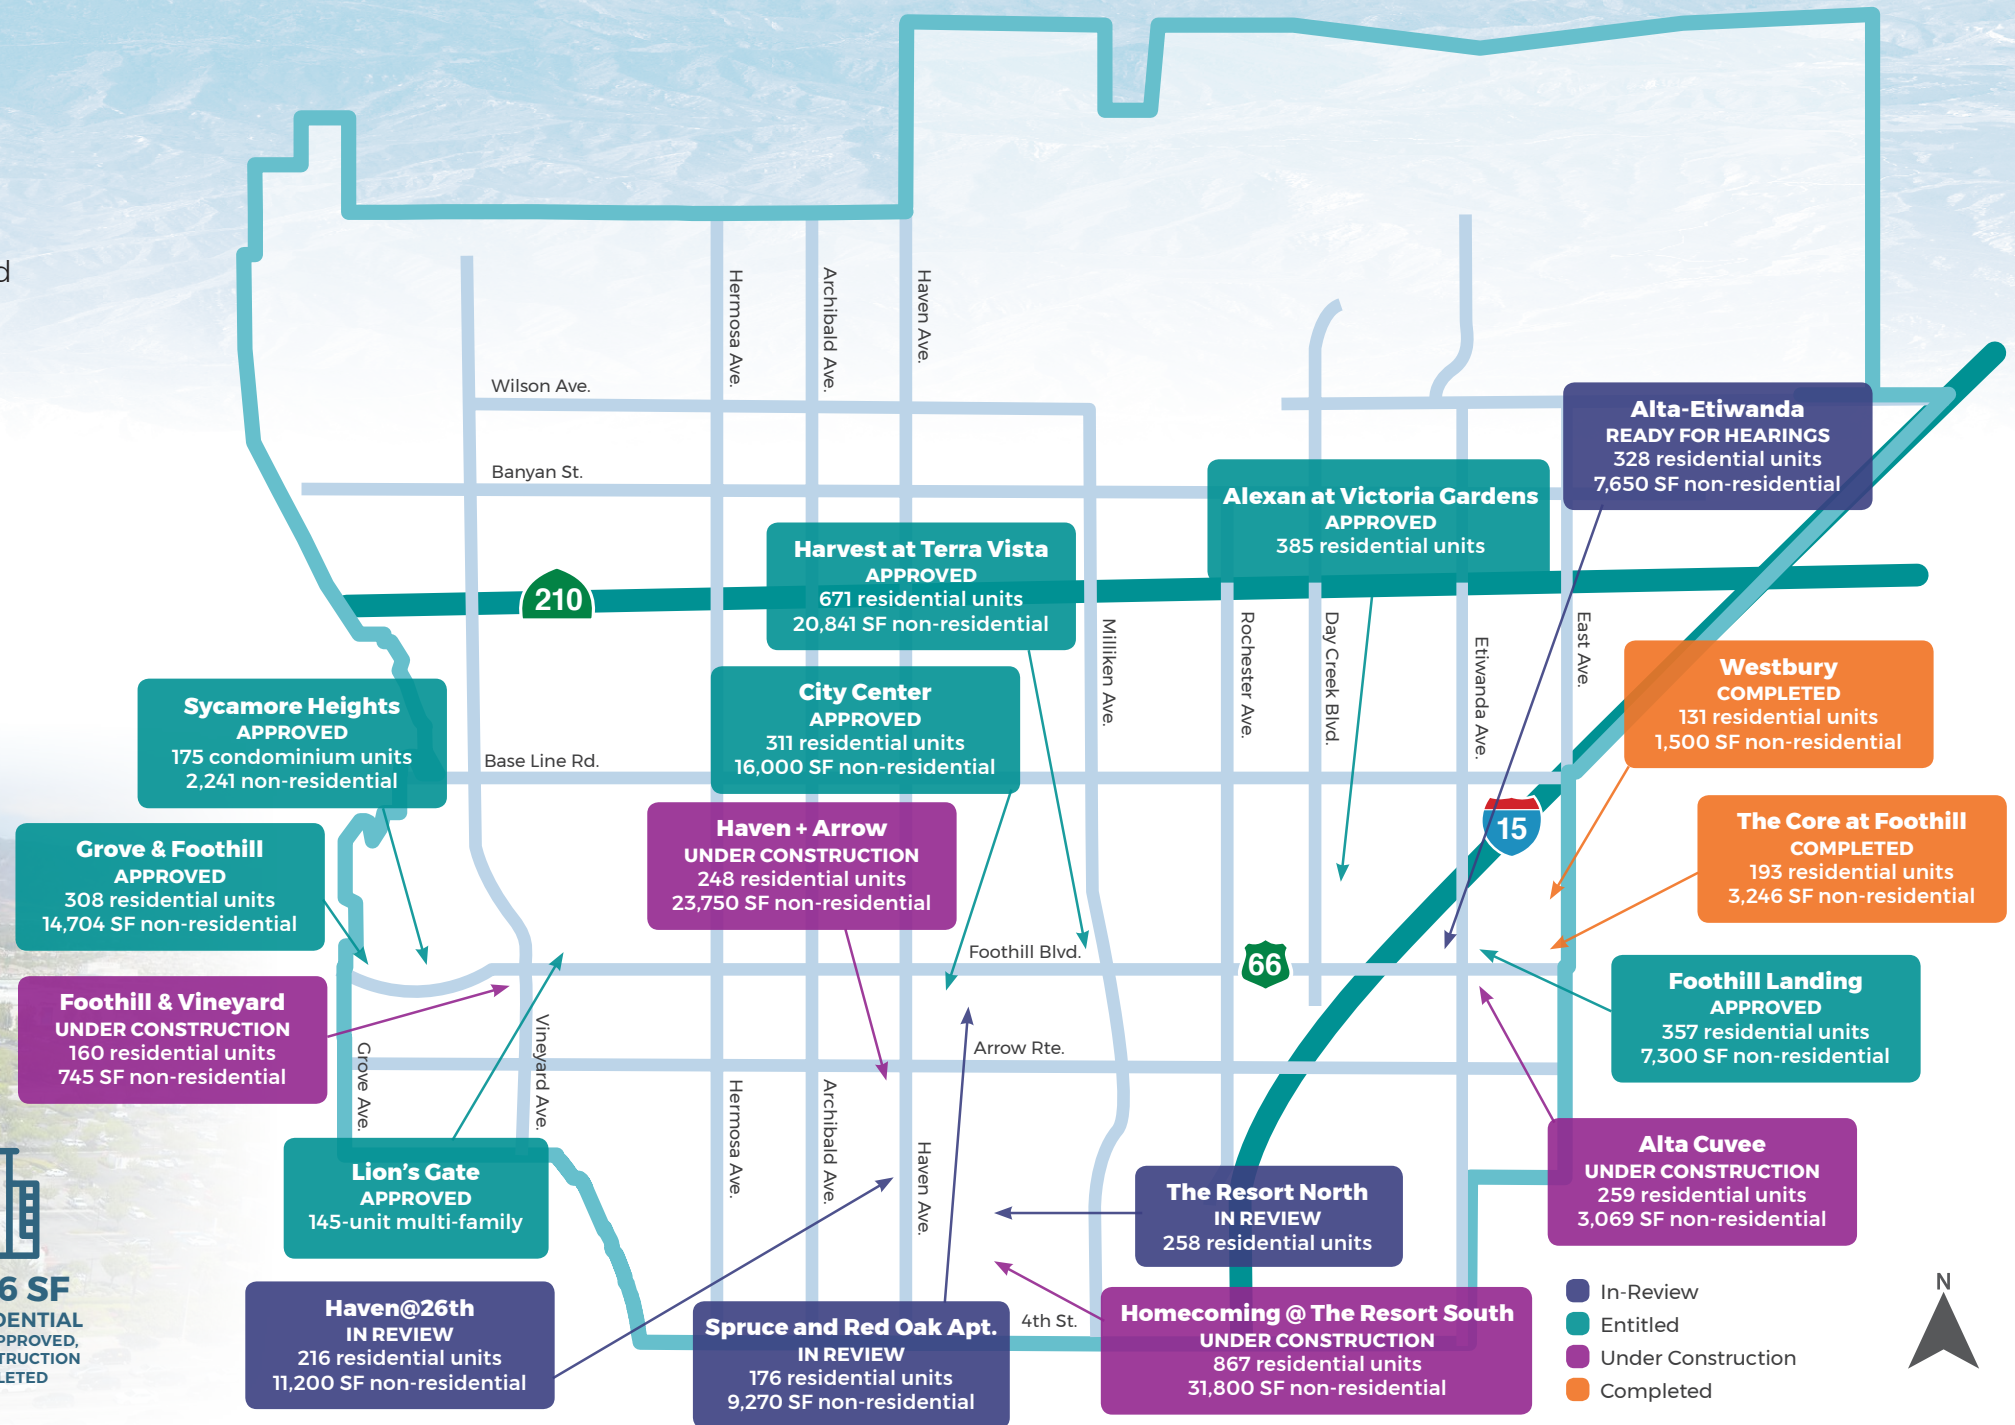 d
Hermosa Ave.
Archibald Ave.
Haven Ave.
Wilson Ave.
Banyan St.
Alta-Etiwanda
READY FOR HEARINGS
328 residential units
7,650 SF non-residential
Alexan at Victoria Gardens
APPROVED
385 residential units
Harvest at Terra Vista
APPROVED
671 residential units
20,841 SF non-residential
210
Milliken Ave.
Rochester Ave.
Day Creek Blvd.
Etiwanda Ave.
East Ave.
Westbury
COMPLETED
131 residential units
1,500 SF non-residential
Sycamore Heights
APPROVED
175 condominium units
2,241 non-residential
City Center
APPROVED
311 residential units
16,000 SF non-residential
Base Line Rd.
Haven + Arrow
UNDER CONSTRUCTION
248 residential units
23,750 SF non-residential
15
The Core at Foothill
COMPLETED
193 residential units
3,246 SF non-residential
Grove & Foothill
APPROVED
308 residential units
14,704 SF non-residential
Foothill Blvd.
66
Foothill Landing
APPROVED
357 residential units
7,300 SF non-residential
Foothill & Vineyard
UNDER CONSTRUCTION
160 residential units
745 SF non-residential
Grove Ave.
Vineyard Ave.
Arrow Rte.
Hermosa Ave.
Archibald Ave.
Haven Ave.
Alta Cuvee
UNDER CONSTRUCTION
259 residential units
3,069 SF non-residential
Lion's Gate
APPROVED
145-unit multi-family
The Resort North
IN REVIEW
258 residential units
6 SF
DENTIAL
PPROVED,
TRUCTION
LETED
Haven@26th
IN REVIEW
216 residential units
11,200 SF non-residential
Spruce and Red Oak Apt.
IN REVIEW
176 residential units
9,270 SF non-residential
4th St.
Homecoming @ The Resort South
UNDER CONSTRUCTION
867 residential units
31,800 SF non-residential
In-Review
Entitled
Under Construction
Completed
N